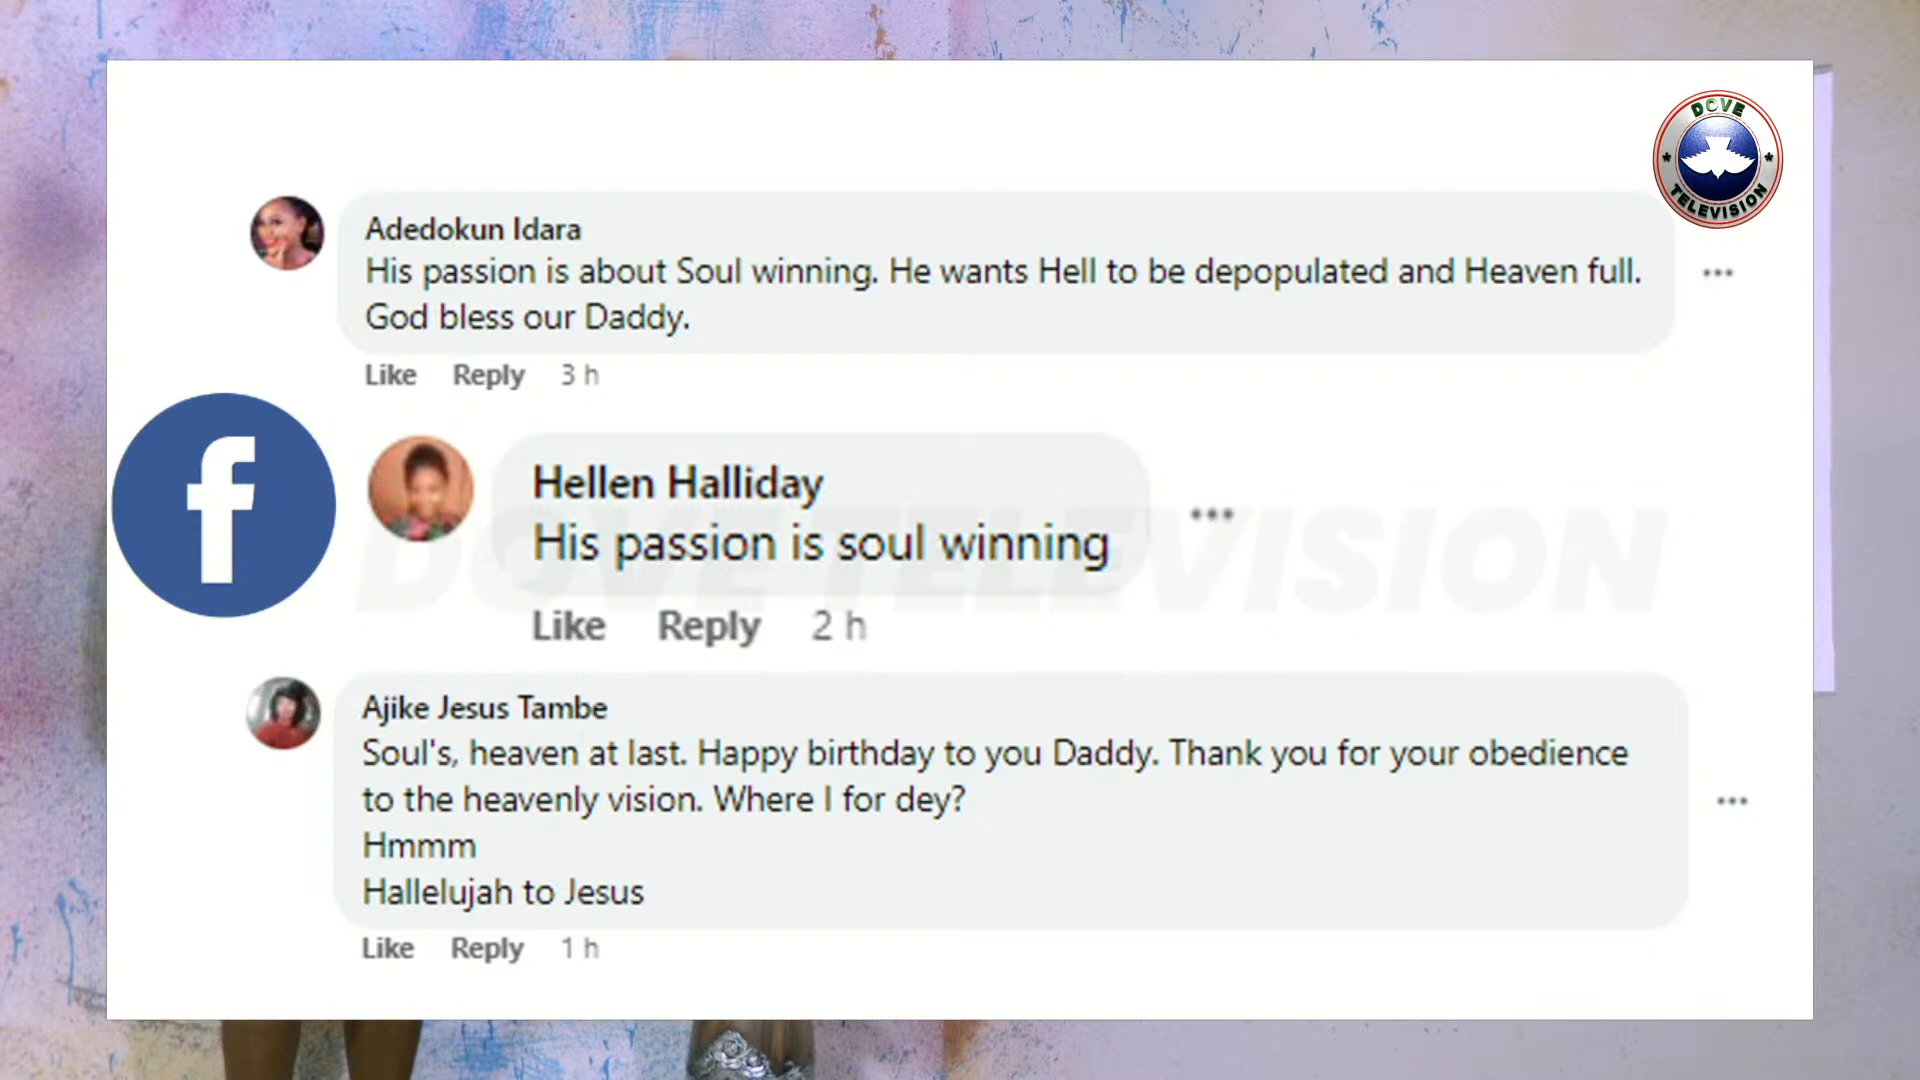 DOVE
TELEVISION
Adedokun Idara
His passion is about Soul winning. He wants Hell to be depopulated and Heaven full.
God bless our Daddy.
Like Reply 3 h
f
Hellen Halliday
His passion is soul winning
DOVE TELEVISION
Like Reply 2 h
Ajike Jesus Tambe
Soul's, heaven at last. Happy birthday to you Daddy. Thank you for your obedience
to the heavenly vision. Where I for dey?
Hmmm
Hallelujah to Jesus
Like Reply 1 h